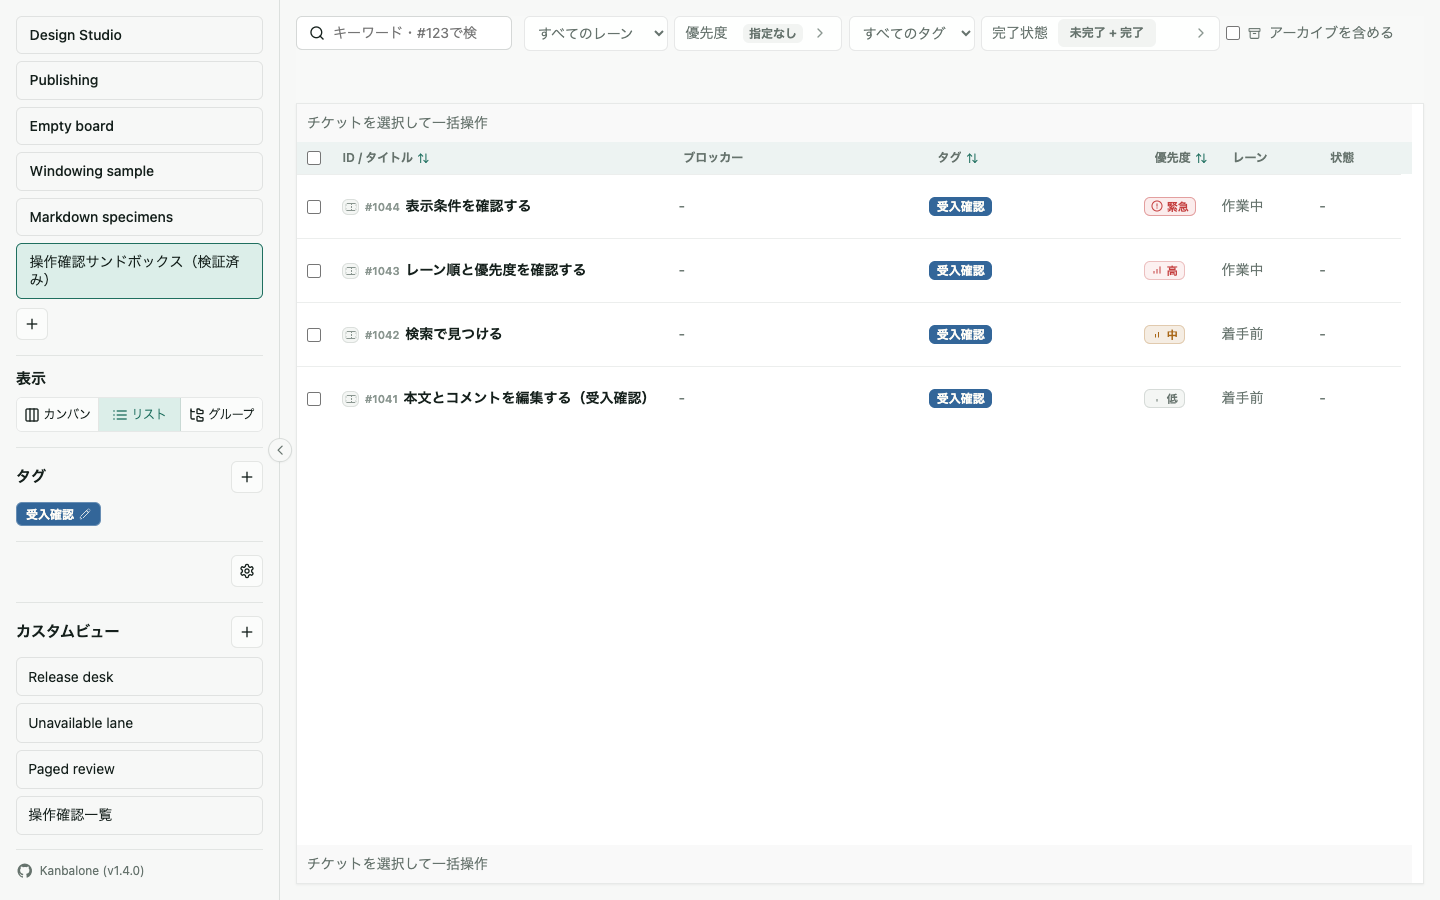 Design Studio
Publishing
Empty board
Windowing sample
Markdown specimens
操作確認サンドボックス（検証済
み）
表示
カンバン リスト グループ
タグ
受入確認
カスタムビュー
Release desk
Unavailable lane
Paged review
操作確認一覧
Kanbalone (v1.4.0)
キーワード・#123で検 すべてのレーン 優先度 指定なし すべてのタグ 完了状態 未完了 + 完了 アーカイブを含める
チケットを選択して一括操作
ID / タイトル ブロッカー タグ 優先度 レーン 状態
#1044 表示条件を確認する - 受入確認 緊急 作業中 -
#1043 レーン順と優先度を確認する - 受入確認 高 作業中 -
#1042 検索で見つける - 受入確認 中 着手前 -
#1041 本文とコメントを編集する（受入確認） - 受入確認 低 着手前 -
チケットを選択して一括操作